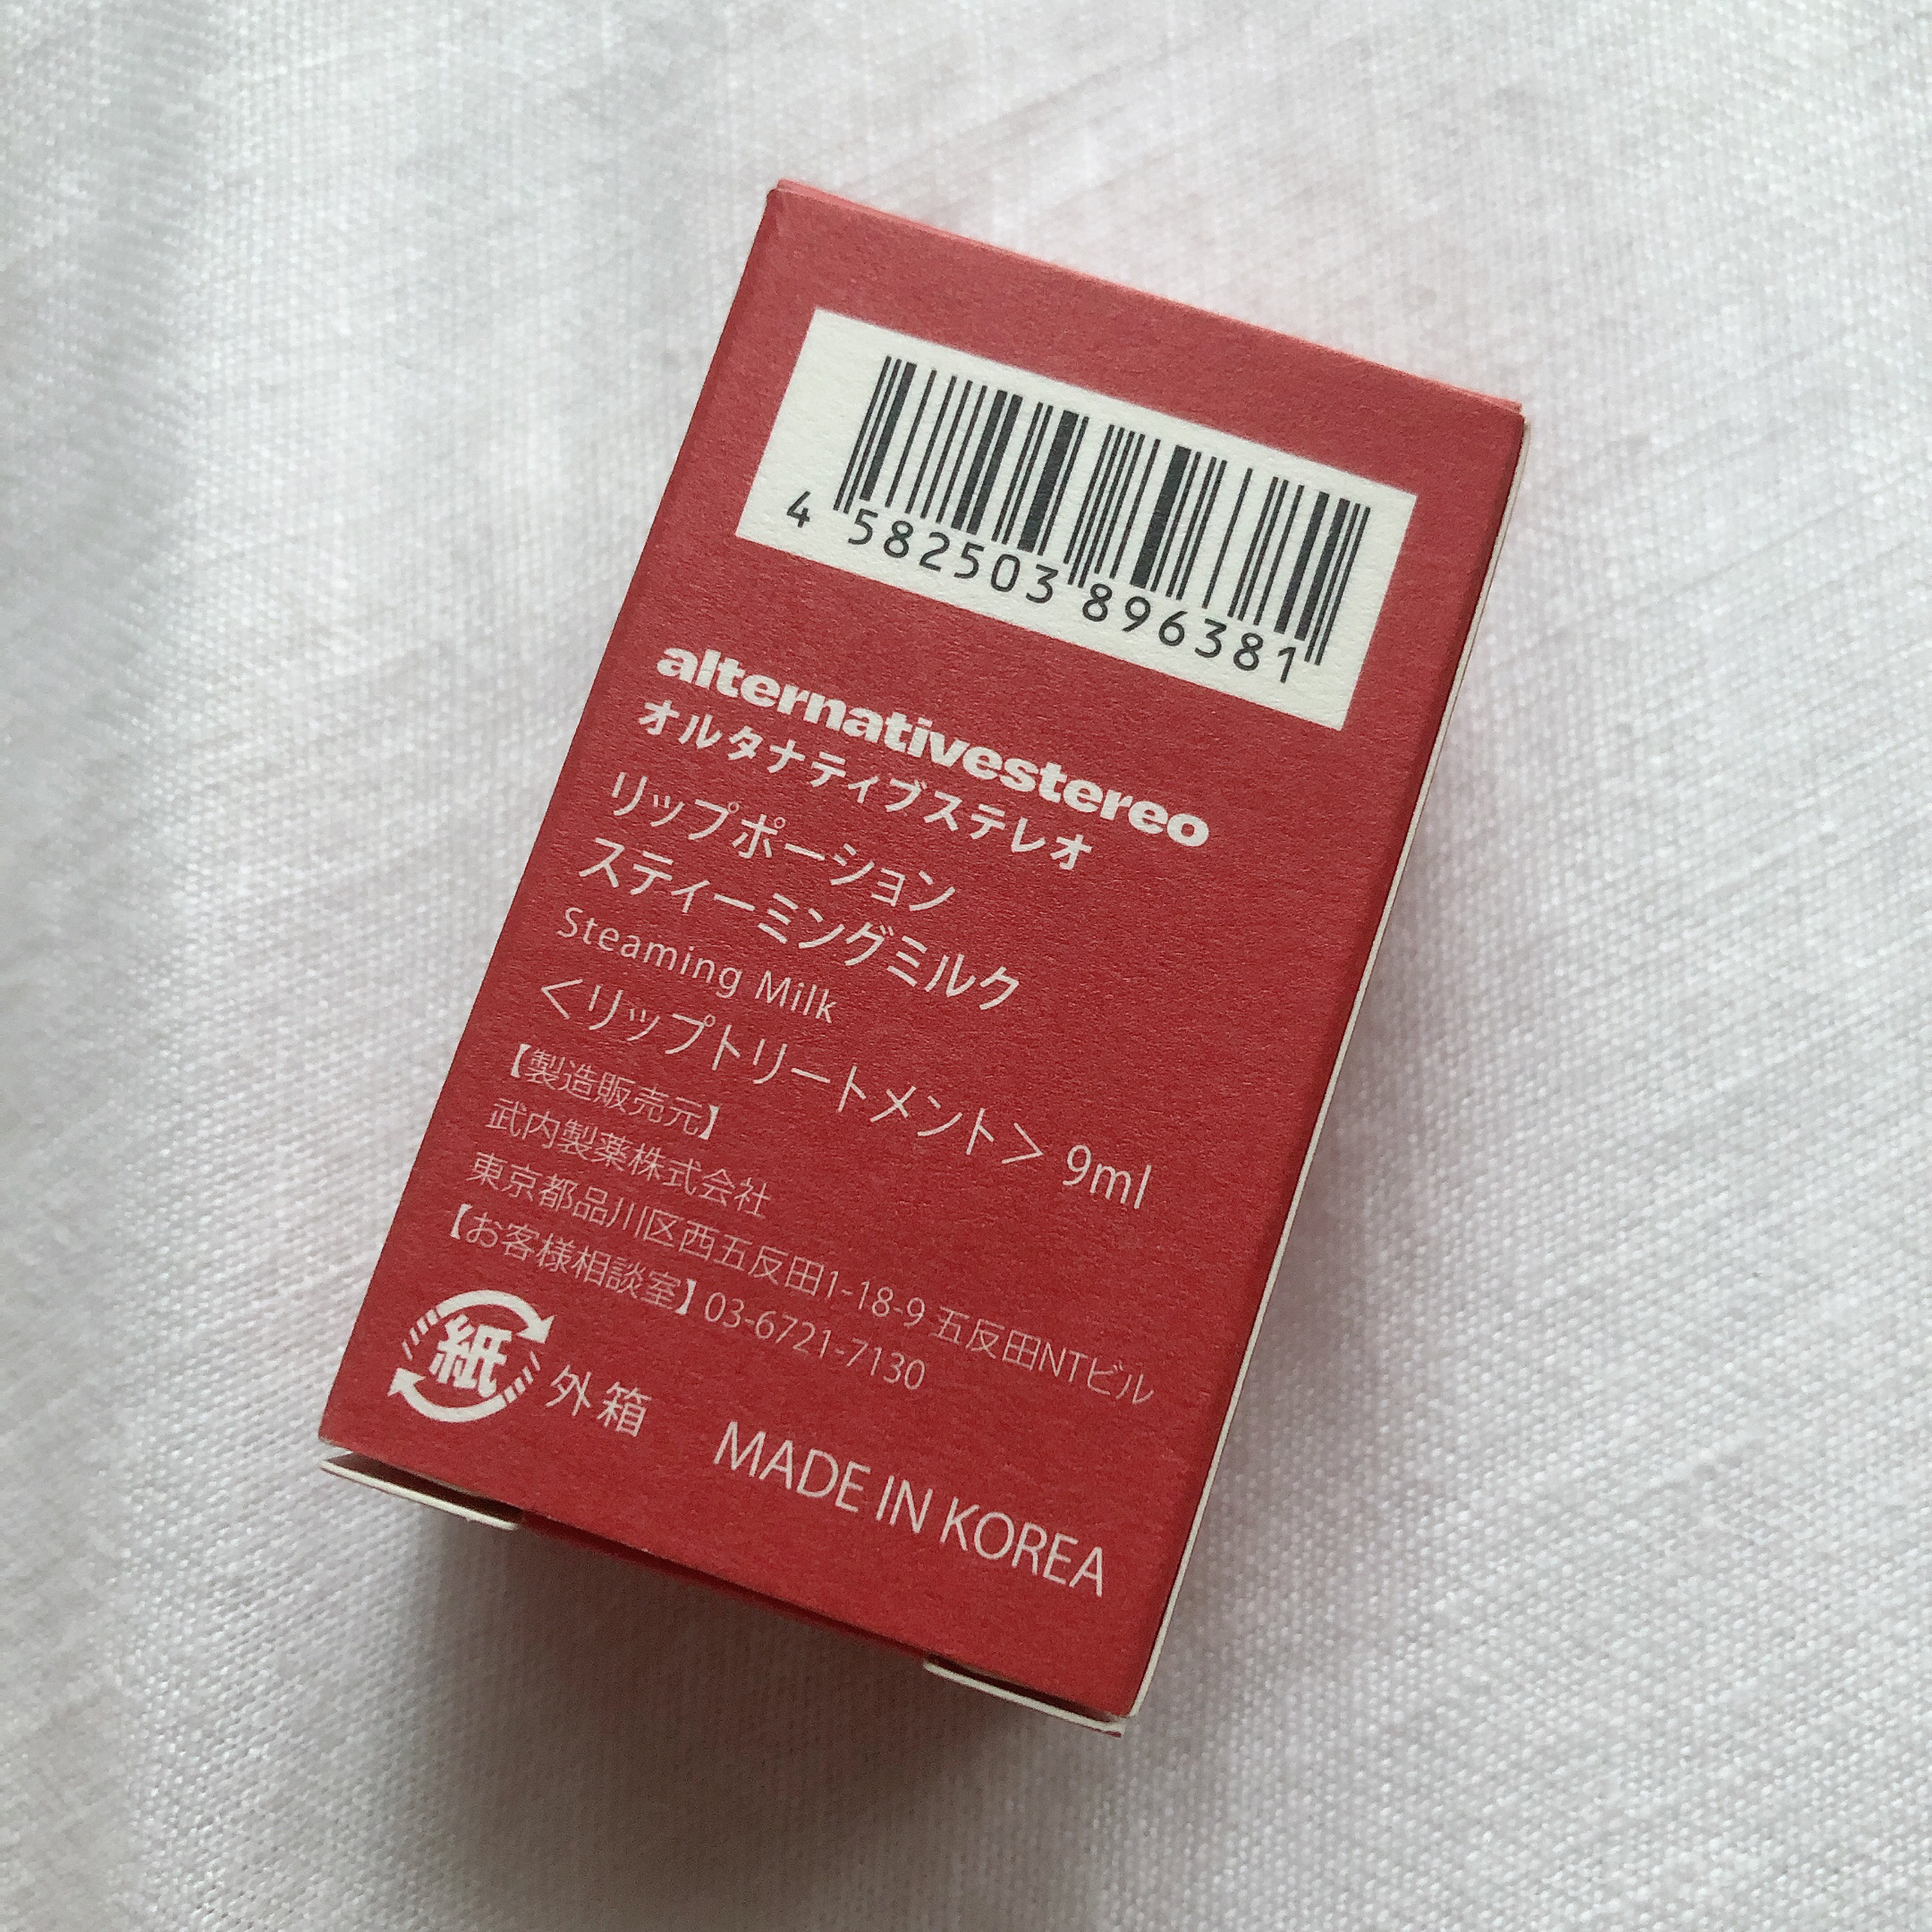 4 582503 896381
alternativestereo
オルタナティブステレオ
リップポーション
スティーミングミルク
Steaming Milk
＜リップトリートメント＞ 9ml
【製造販売元】
武内製薬株式会社
東京都品川区西五反田1-18-9 五反田NTビル
【お客様相談室】03-6721-7130
紙 外箱
MADE IN KOREA